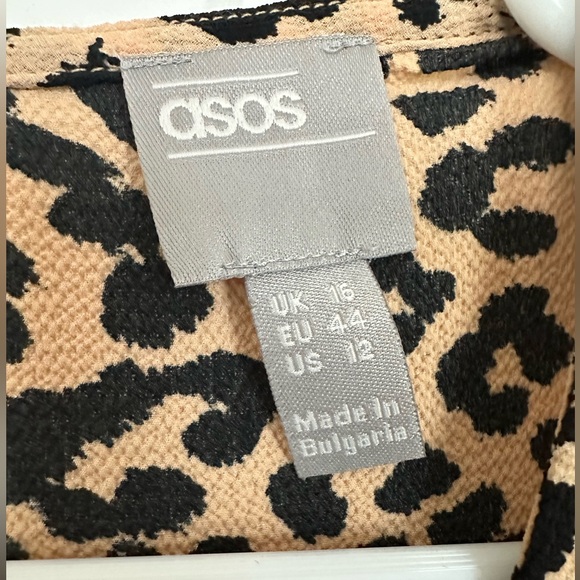 asos
UK 16
EU 44
US 12
Made In
Bulgaria